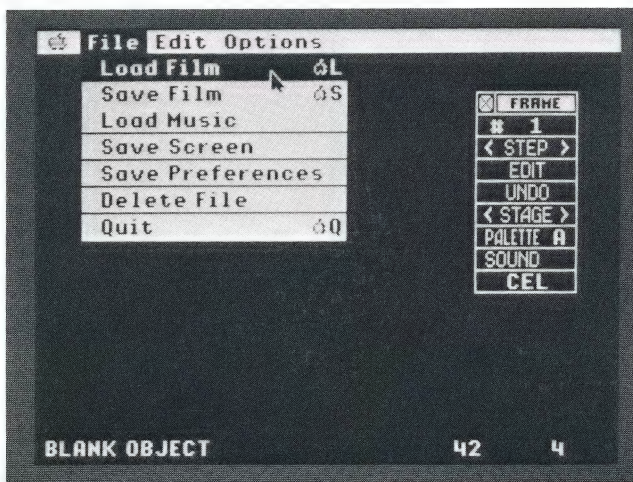 File Edit Options
Load Film L
Save Film S
Load Music
Save Screen
Save Preferences
Delete File
Quit Q
FRAME
# 1
< STEP >
EDIT
UNDO
< STAGE >
PALETTE A
SOUND
CEL
BLANK OBJECT 42 4